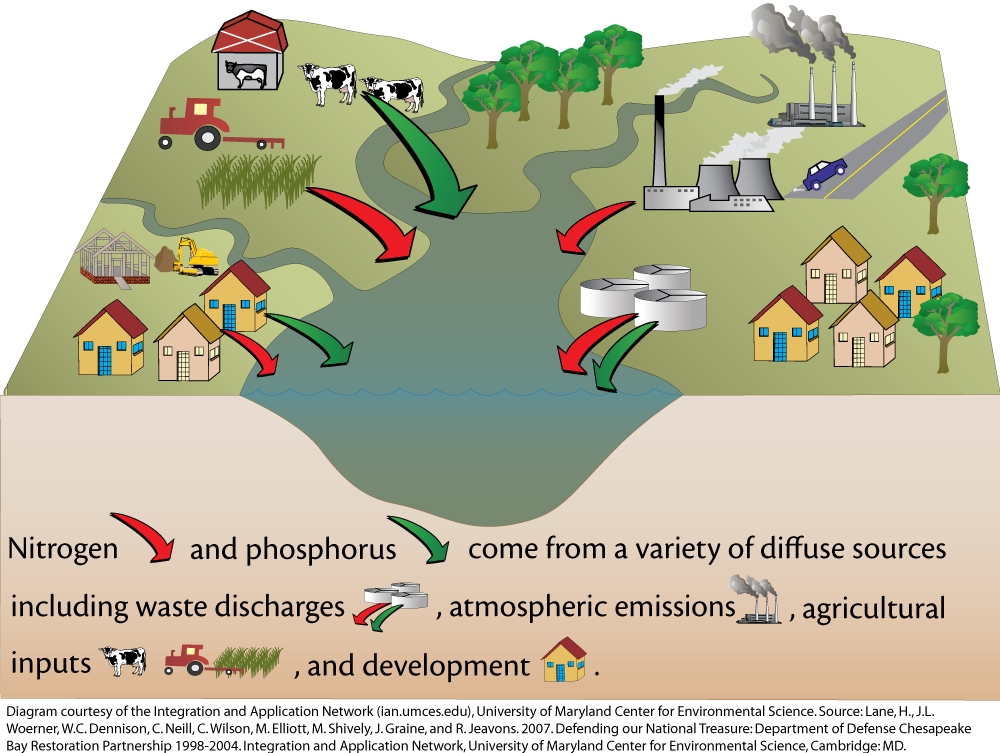 Nitrogen and phosphorus come from a variety of diffuse sources
including waste discharges , atmospheric emissions , agricultural
inputs , and development .
Diagram courtesy of the Integration and Application Network (ian.umces.edu), University of Maryland Center for Environmental Science. Source: Lane, H., J.L.
Woerner, W.C. Dennison, C. Neill, C. Wilson, M. Elliott, M. Shively, J. Graine, and R. Jeavons. 2007. Defending our National Treasure: Department of Defense Chesapeake
Bay Restoration Partnership 1998-2004. Integration and Application Network, University of Maryland Center for Environmental Science, Cambridge, MD.